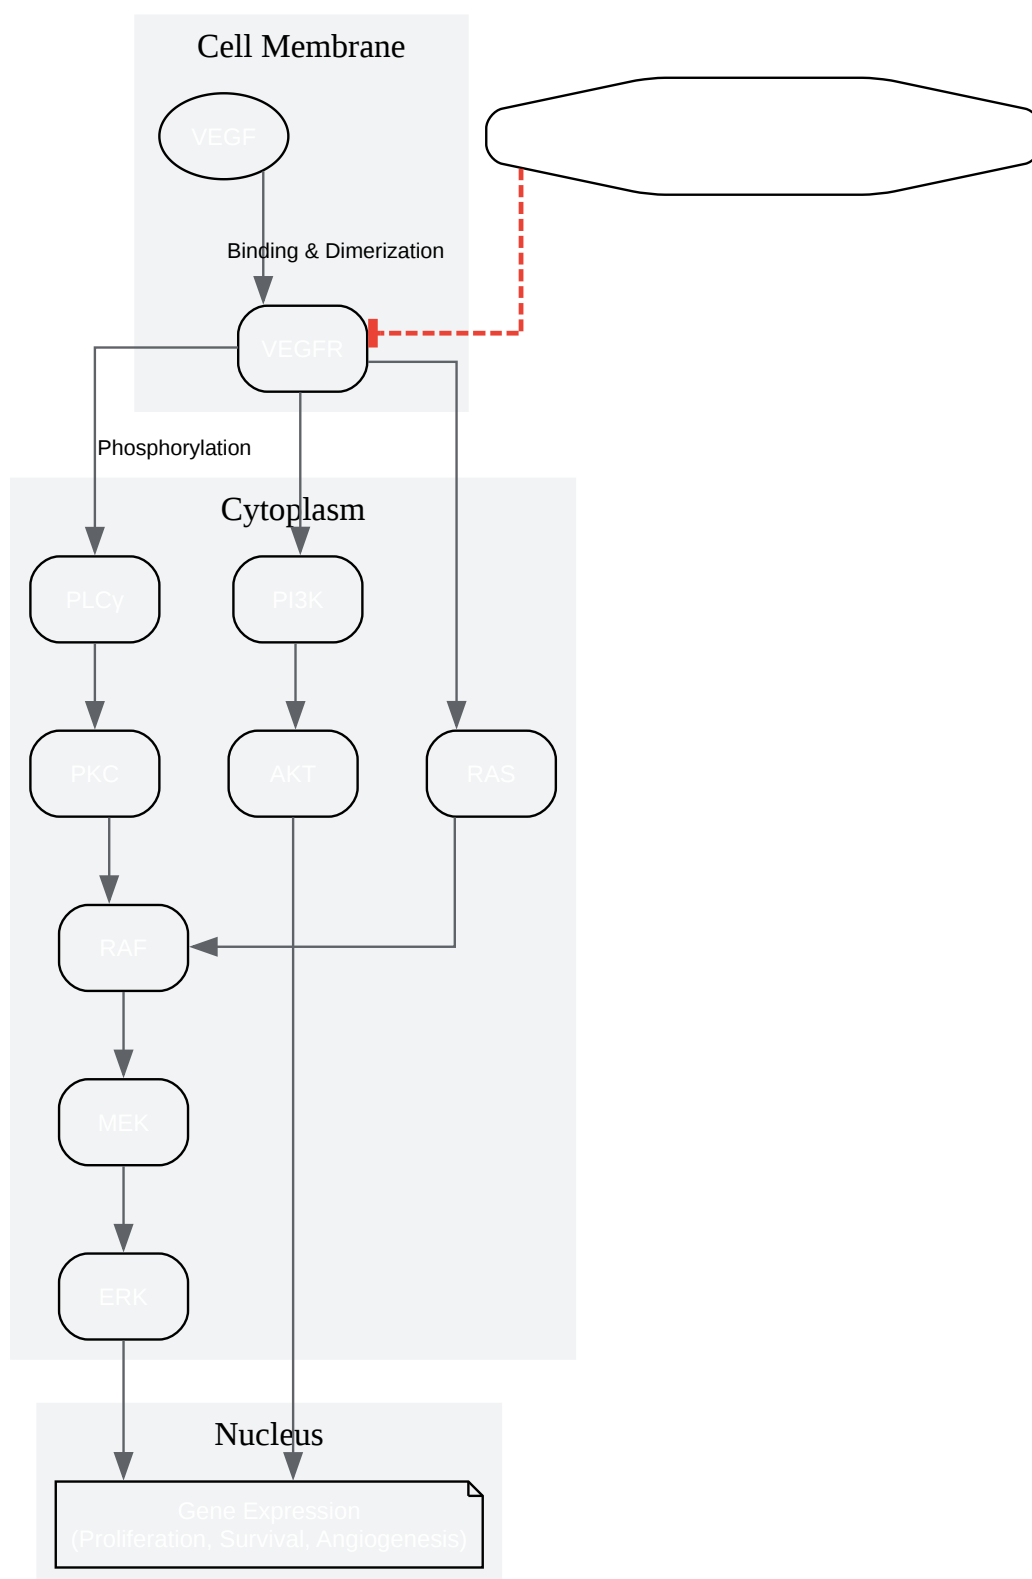 Cell Membrane
VEGF
Binding & Dimerization
VEGFR
Phosphorylation
Cytoplasm
PLCγ
PI3K
PKC
AKT
RAS
RAF
MEK
ERK
Nucleus
Gene Expression
(Proliferation, Survival, Angiogenesis)